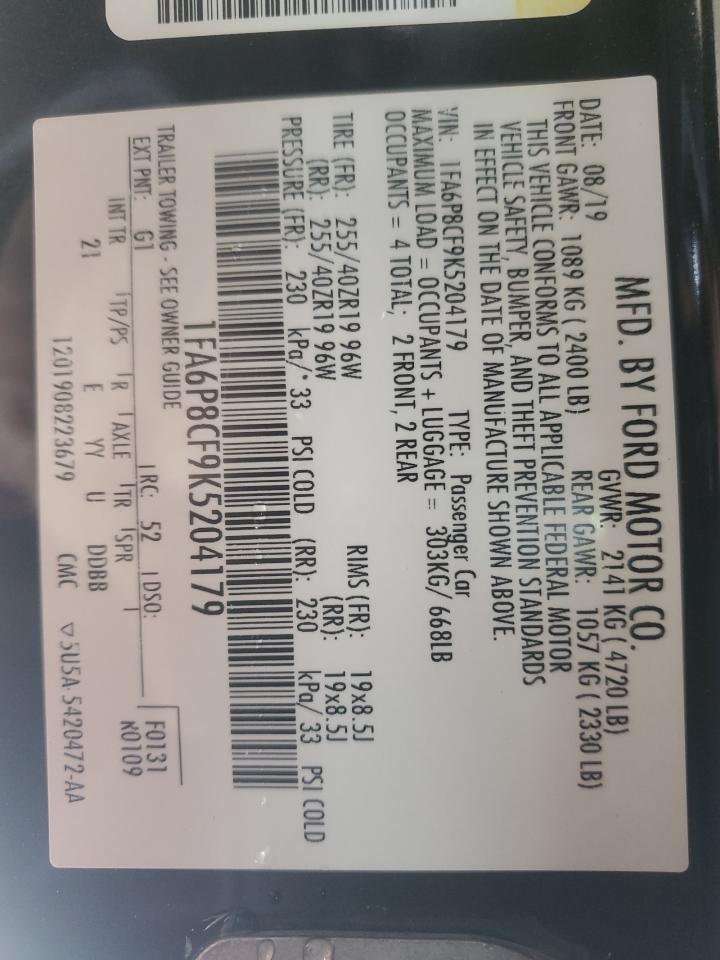 MFD. BY FORD MOTOR CO.
DATE: 08/19 GVWR: 2141 KG ( 4720 LB)
FRONT GAWR: 1089 KG ( 2400 LB) REAR GAWR: 1057 KG ( 2330 LB)
THIS VEHICLE CONFORMS TO ALL APPLICABLE FEDERAL MOTOR
VEHICLE SAFETY, BUMPER, AND THEFT PREVENTION STANDARDS
IN EFFECT ON THE DATE OF MANUFACTURE SHOWN ABOVE.
VIN: 1FA6P8CF9K5204179 TYPE: Passenger Car
MAXIMUM LOAD = OCCUPANTS + LUGGAGE = 303KG/ 668LB
OCCUPANTS = 4 TOTAL; 2 FRONT, 2 REAR
TIRE (FR): 255/40ZR19 96W RIMS (FR): 19x8.5J
(RR): 255/40ZR19 96W (RR): 19x8.5J
PRESSURE (FR): 230 kPa/ 33 PSI COLD (RR): 230 kPa/ 33 PSI COLD
1FA6P8CF9K5204179
TRAILER TOWING - SEE OWNER GUIDE
EXT PNT: G1 RC: 52 DSO: F0131
N0109
INT TR TP/PS R AXLE TR SPR
21 E YY U DDBB
1201908223679 CMC ▽5U5A-5420472-AA